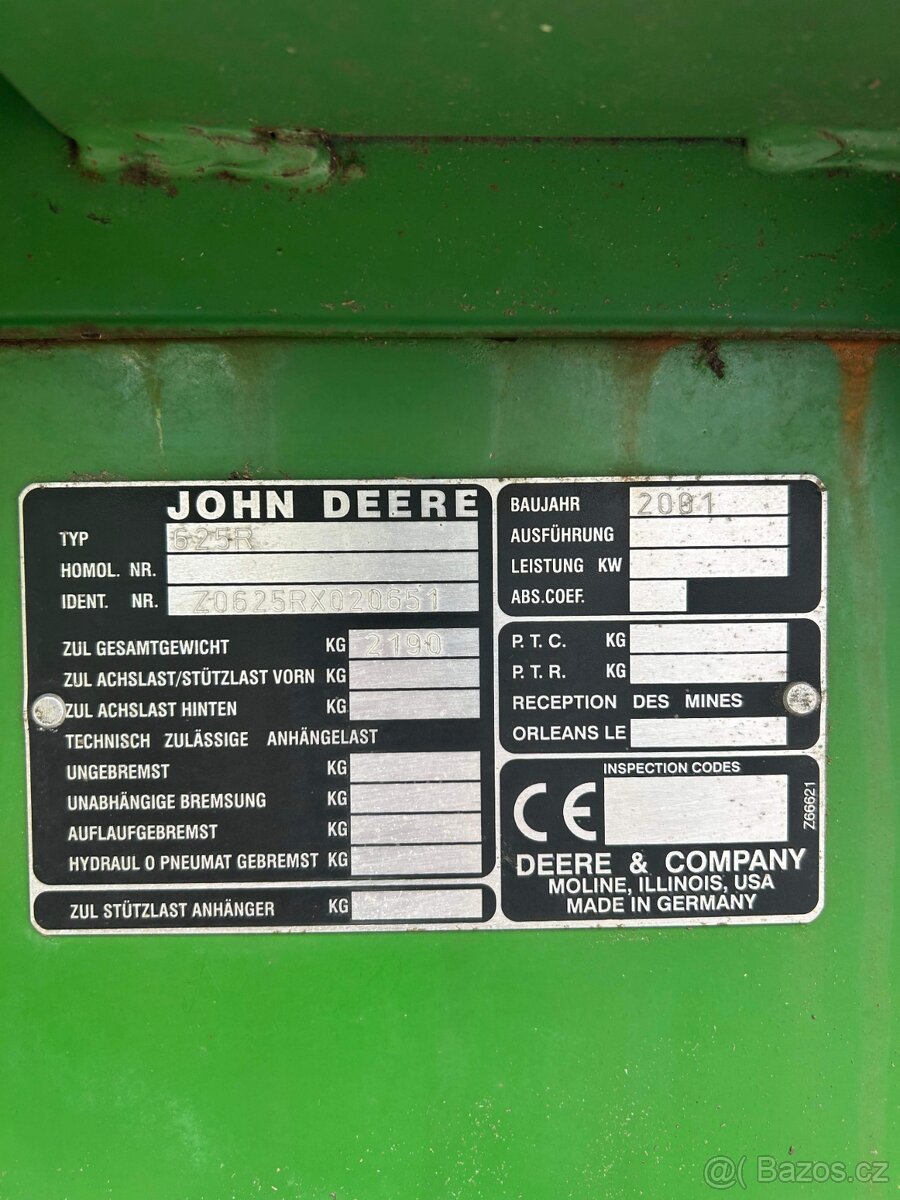 JOHN DEERE
TYP 625R
HOMOL. NR.
IDENT. NR. Z0625RX020651
ZUL GESAMTGEWICHT KG 2190
ZUL ACHSLAST/STÜTZLAST VORN KG
ZUL ACHSLAST HINTEN KG
TECHNISCH ZULÄSSIGE ANHÄNGELAST
UNGEBREMST KG
UNABHÄNGIGE BREMSUNG KG
AUFLAUFGEBREMST KG
HYDRAUL O PNEUMAT GEBREMST KG
ZUL STÜTZLAST ANHÄNGER KG
BAUJAHR 2001
AUSFÜHRUNG
LEISTUNG KW
ABS.COEF.
P. T. C. KG
P. T. R. KG
RECEPTION DES MINES
ORLEANS LE
INSPECTION CODES
CE
Z66621
DEERE & COMPANY
MOLINE, ILLINOIS, USA
MADE IN GERMANY
@( Bazos.cz